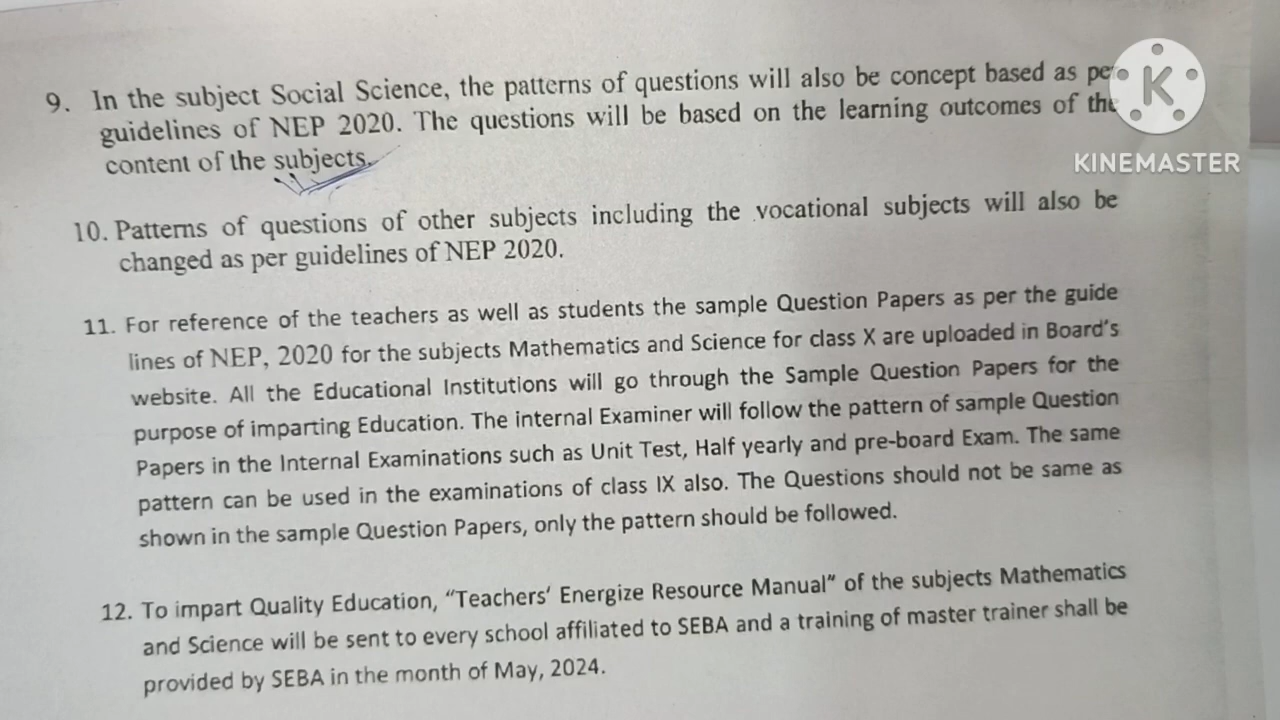 9. In the subject Social Science, the patterns of questions will also be concept based as per
guidelines of NEP 2020. The questions will be based on the learning outcomes of the
content of the subjects.
10. Patterns of questions of other subjects including the vocational subjects will also be
changed as per guidelines of NEP 2020.
11. For reference of the teachers as well as students the sample Question Papers as per the guide
lines of NEP, 2020 for the subjects Mathematics and Science for class X are uploaded in Board's
website. All the Educational Institutions will go through the Sample Question Papers for the
purpose of imparting Education. The internal Examiner will follow the pattern of sample Question
Papers in the Internal Examinations such as Unit Test, Half yearly and pre-board Exam. The same
pattern can be used in the examinations of class IX also. The Questions should not be same as
shown in the sample Question Papers, only the pattern should be followed.
12. To impart Quality Education, "Teachers' Energize Resource Manual" of the subjects Mathematics
and Science will be sent to every school affiliated to SEBA and a training of master trainer shall be
provided by SEBA in the month of May, 2024.
K
KINEMASTER